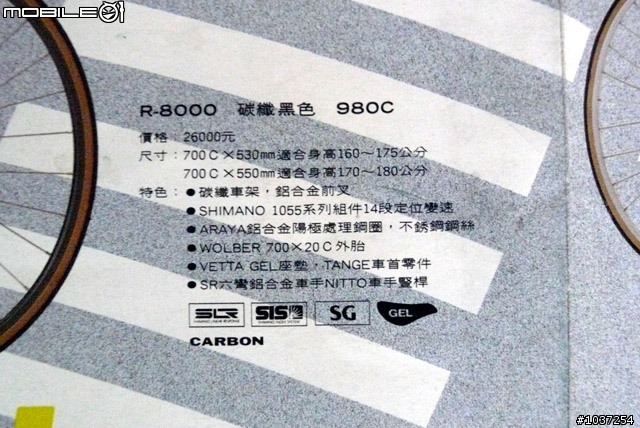 MOBILE01
R-8000 碳纖黑色 980C
價格：26000元
尺寸：700C×530mm適合身高160～175公分
700C×550mm適合身高170～180公分
特色：●碳纖車架，鋁合金前叉
●SHIMANO 1055系列組件14段定位變速
●ARAYA鋁合金陽極處理鋼圈，不銹鋼鋼絲
●WOLBER 700×20C外胎
●VETTA GEL座墊，TANGE車首零件
●SR六彎鋁合金車手NITTO車手豎桿
SLR SIS SG GEL
CARBON
#1037254